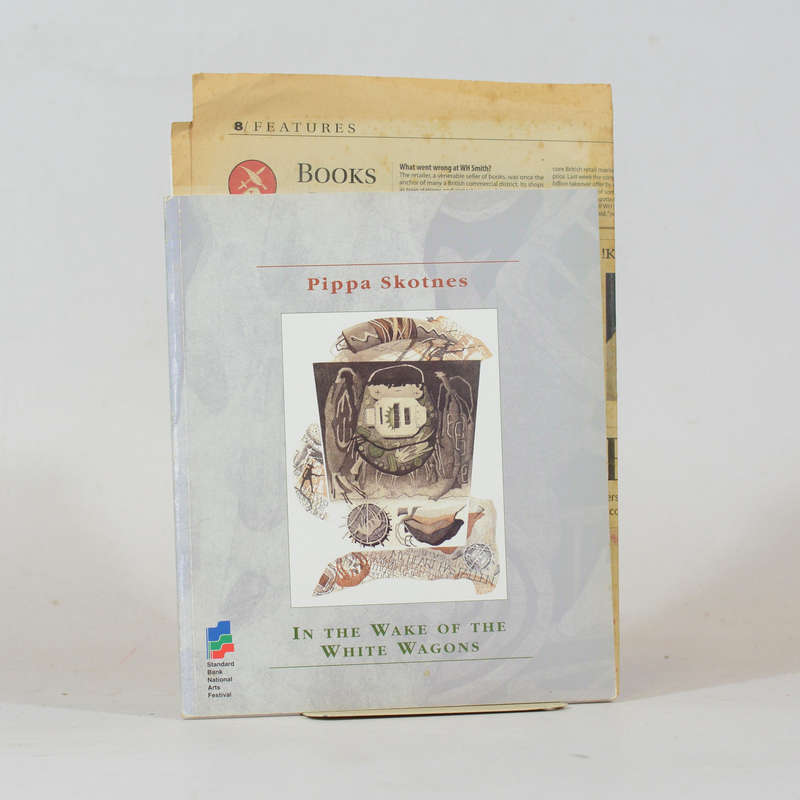 8/FEATURES
BOOKS
What went wrong at WH Smith?
The retailer, a venerable seller of books, was once the
anchor of many a British commercial district. Its shops
Pippa Skotnes
IN THE WAKE OF THE
WHITE WAGONS
Standard
Bank
National
Arts
Festival